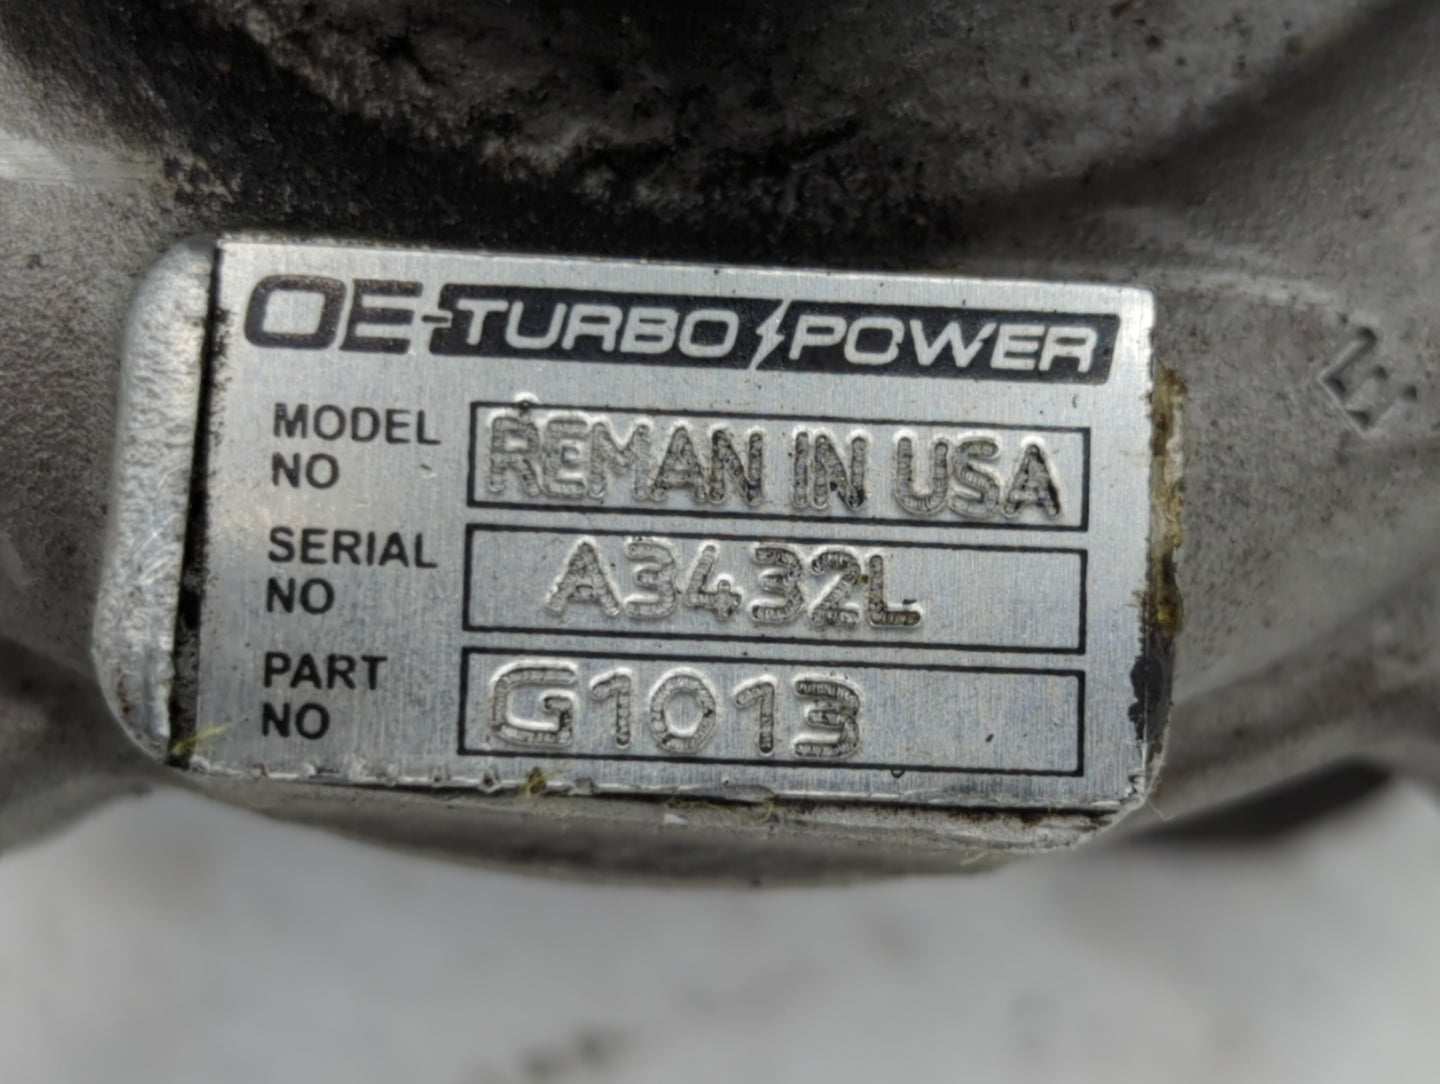 OE-TURBO POWER
MODEL NO REMAN IN USA
SERIAL NO A3432L
PART NO G1013